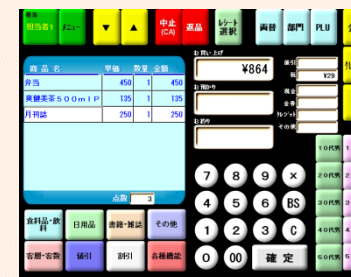 担当
担当者1
メニュー
▼
▲
中止
(CA)
返品
レシート
選択
両替
部門
PLU
お買い上げ
¥864
値引
税
¥29
お預かり
現金
金券
クレジット
その他
お釣り
商品名 単価 数量 金額
弁当 450 1 450
爽健美茶500mlP 135 1 135
月刊誌 250 1 250
点数 3
食料品・飲
料
日用品
書籍・雑誌
その他
客層・客数
値引
割引
各種機能
7 8 9 ×
4 5 6 BS
1 2 3 C
0 00 確定
10代男
20代男
30代男
40代男